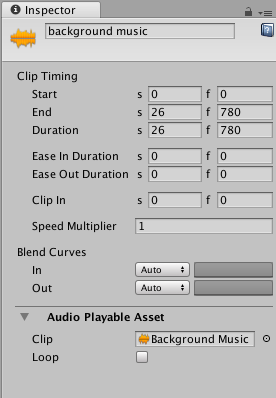 Inspector
background music
Clip Timing
Start s 0 f 0
End s 26 f 780
Duration s 26 f 780
Ease In Duration s 0 f 0
Ease Out Duration s 0 f 0
Clip In s 0 f 0
Speed Multiplier 1
Blend Curves
In Auto
Out Auto
Audio Playable Asset
Clip Background Music
Loop